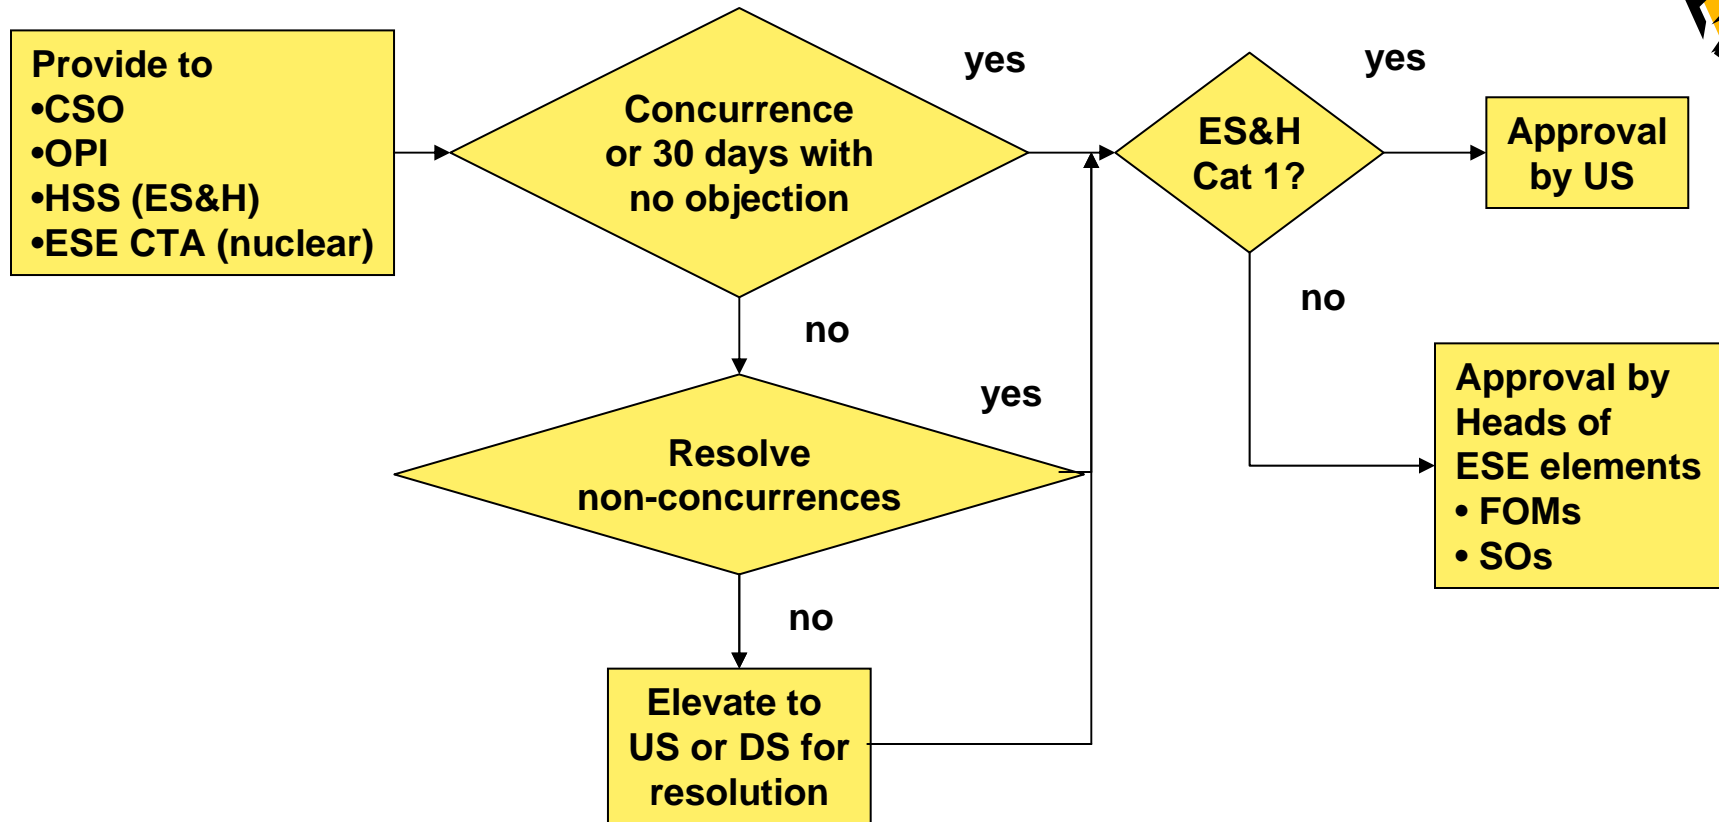 Provide to
•CSO
•OPI
•HSS (ES&H)
•ESE CTA (nuclear)
Concurrence
or 30 days with
no objection
yes
ES&H
Cat 1?
yes
Approval
by US
no
Approval by
Heads of
ESE elements
• FOMs
• SOs
no
Resolve
non-concurrences
yes
no
Elevate to
US or DS for
resolution